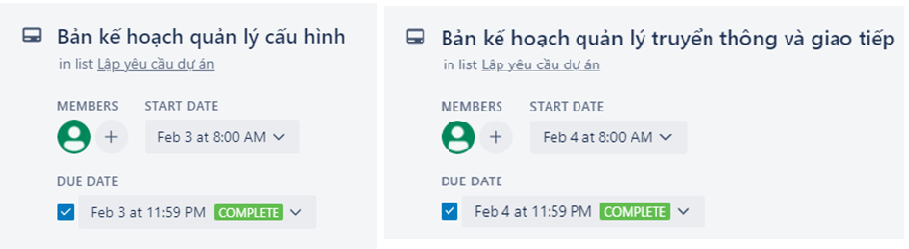 Bản kế hoạch quản lý cấu hình
in list Lập yêu cầu dự án
MEMBERS START DATE
Feb 3 at 8:00 AM
DUE DATE
Feb 3 at 11:59 PM COMPLETE
Bản kế hoạch quản lý truyền thông và giao tiếp
in list Lập yêu cầu dự án
MEMBERS START DATE
Feb 4 at 8:00 AM
DUE DATE
Feb 4 at 11:59 PM COMPLETE